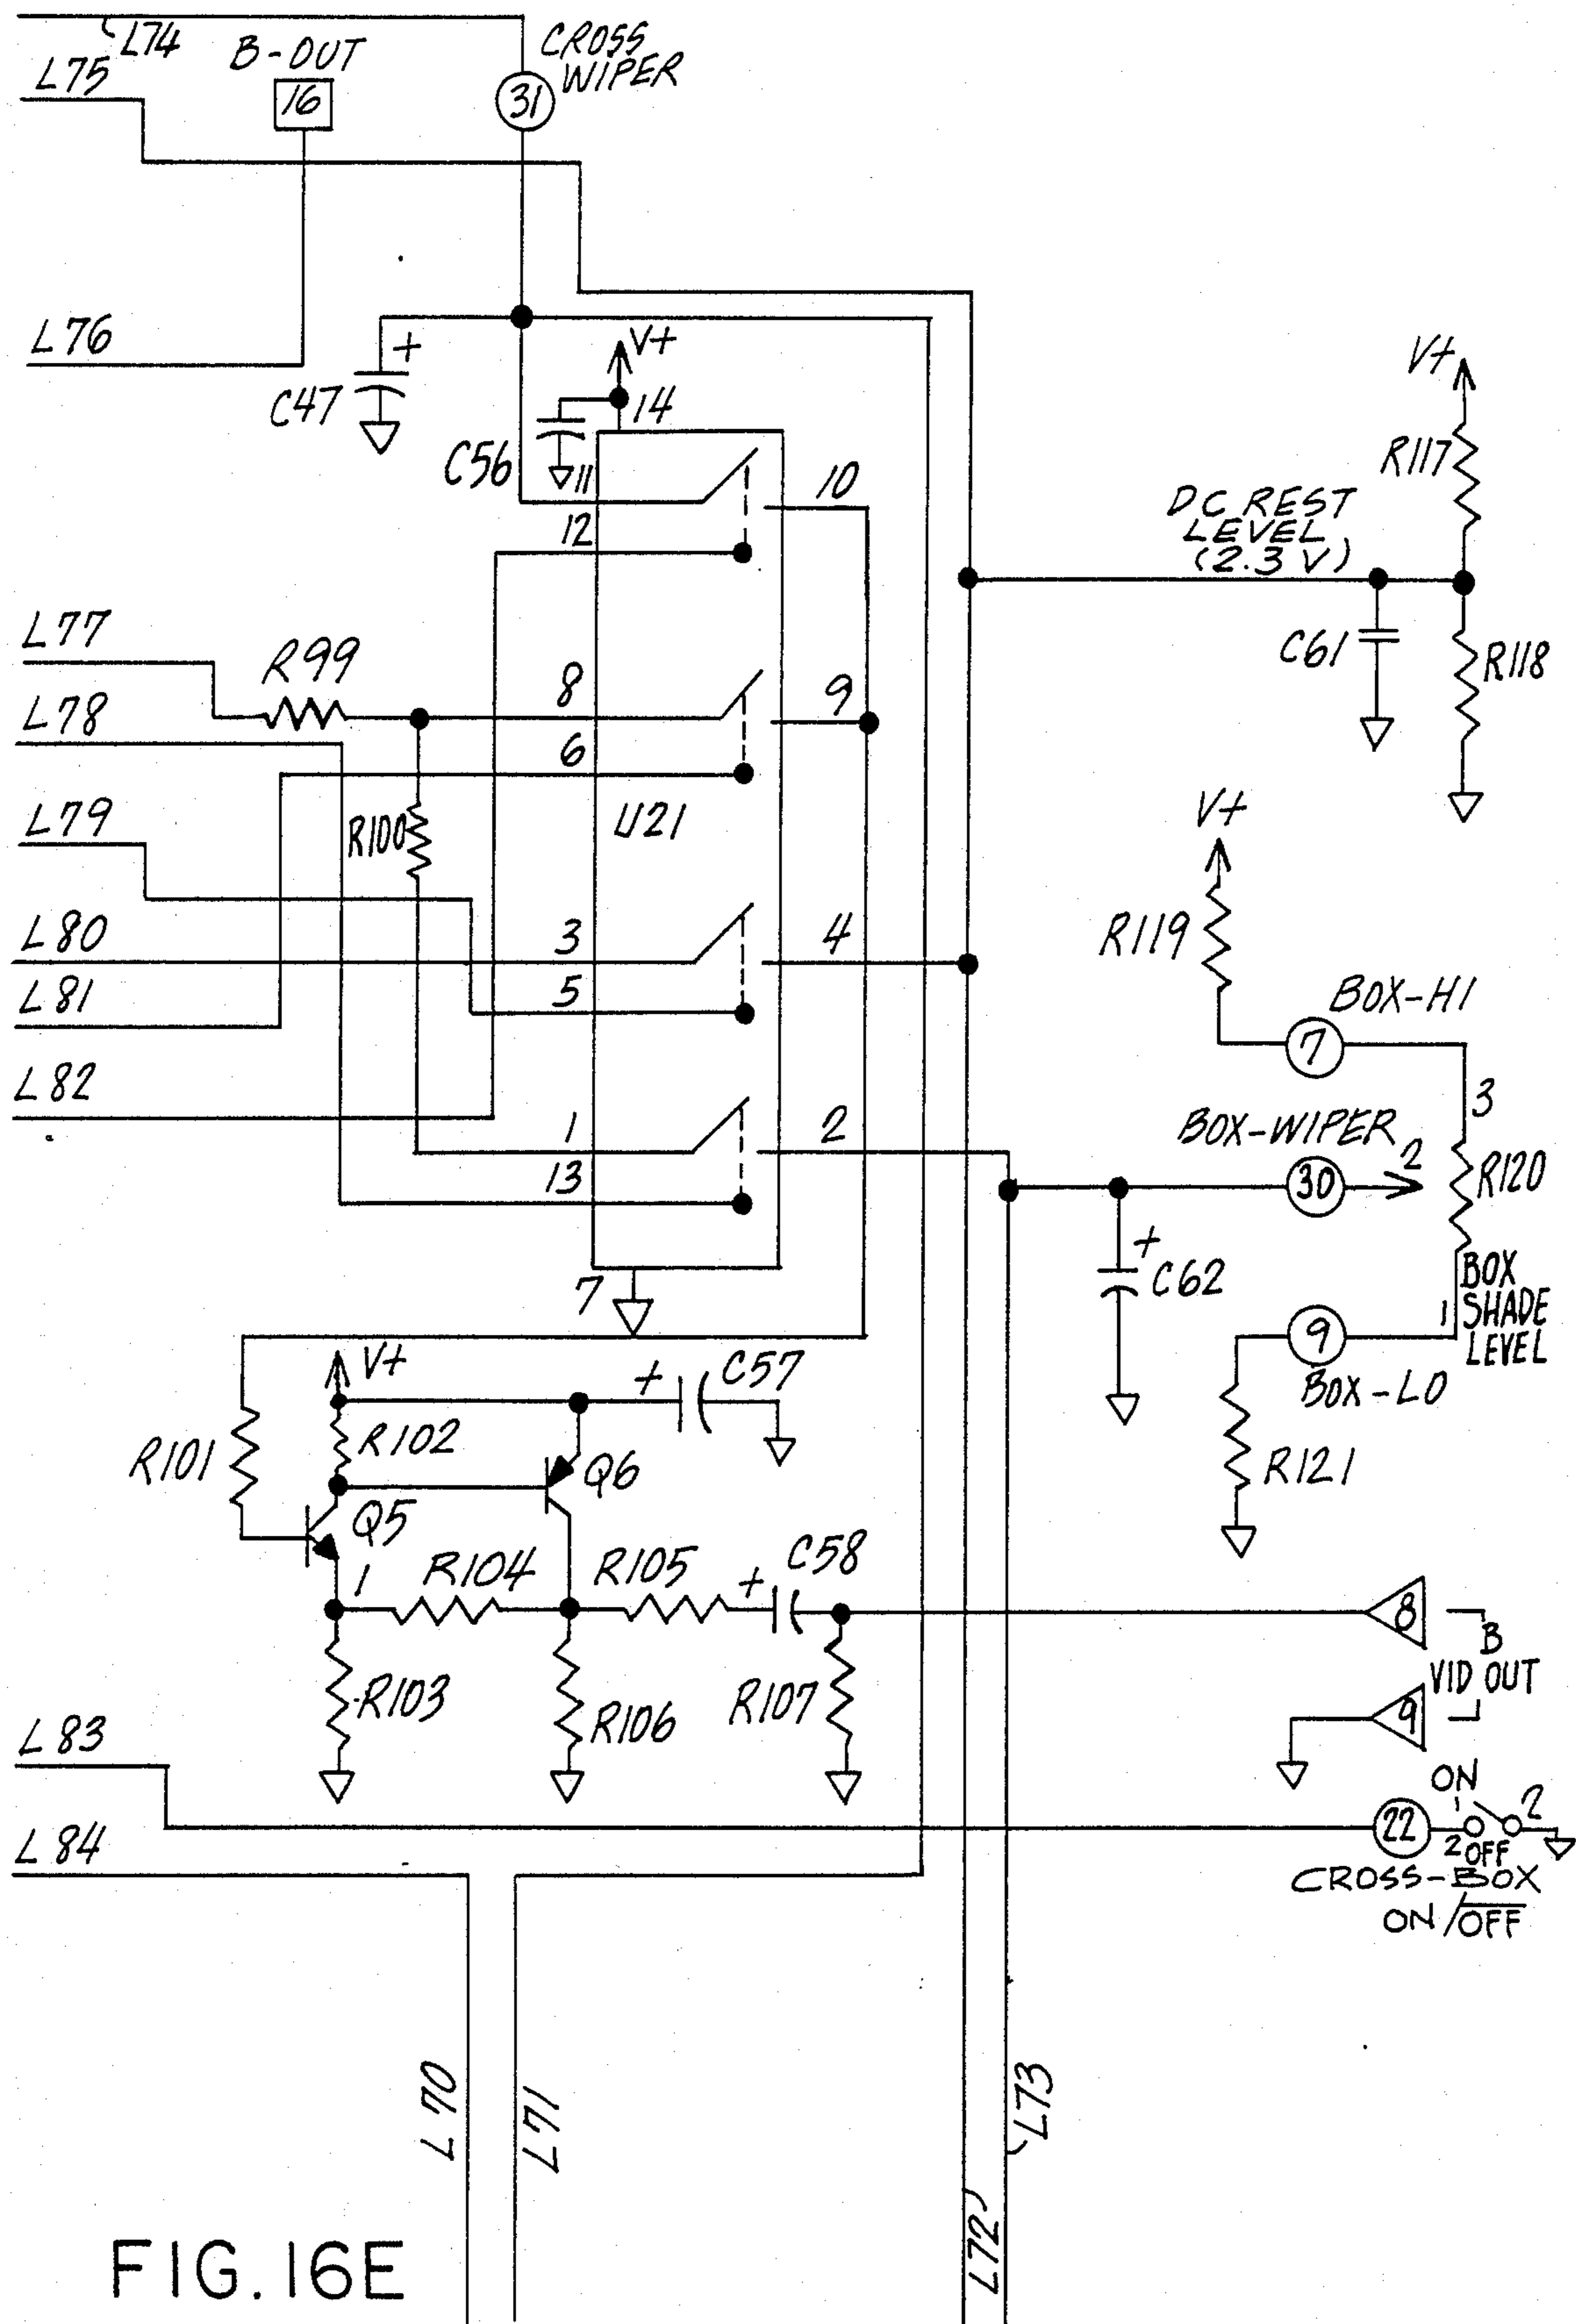 L74
B-OUT
CROSS
WIPER
L75
16
31
L76
V+
+
C47
14
C56
11
10
12
V+
R117
DC REST
LEVEL
(2.3 V)
L77
R99
8
9
C61
R118
L78
6
L79
R100
U21
V+
L80
3
4
R119
L81
5
BOX-HI
7
L82
3
1
2
BOX-WIPER
2
13
30
R120
+
C62
7
BOX
SHADE
LEVEL
1
9
BOX-LO
V+
+
C57
R101
R102
Q6
R121
Q5
1
R104
R105
+
C58
8
B
VID OUT
R103
R106
R107
9
L83
ON
1
2
22
2
OFF
L84
CROSS-BOX
ON/OFF
L70
L71
L73
L72
FIG. 16E